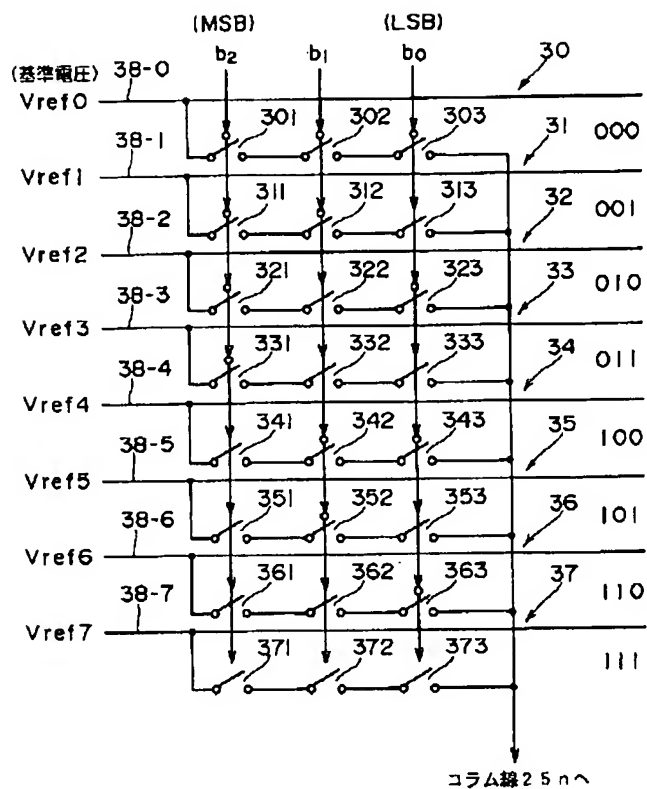 (MSB) (LSB)
b2 b1 b0
30
(基準電圧) 38-0
Vref0
301 302 303
31 000
38-1
Vref1
311 312 313
32 001
38-2
Vref2
321 322 323
33 010
38-3
Vref3
331 332 333
34 011
38-4
Vref4
341 342 343
35 100
38-5
Vref5
351 352 353
36 101
38-6
Vref6
361 362 363
37 110
38-7
Vref7
371 372 373
111
コラム線25nへ